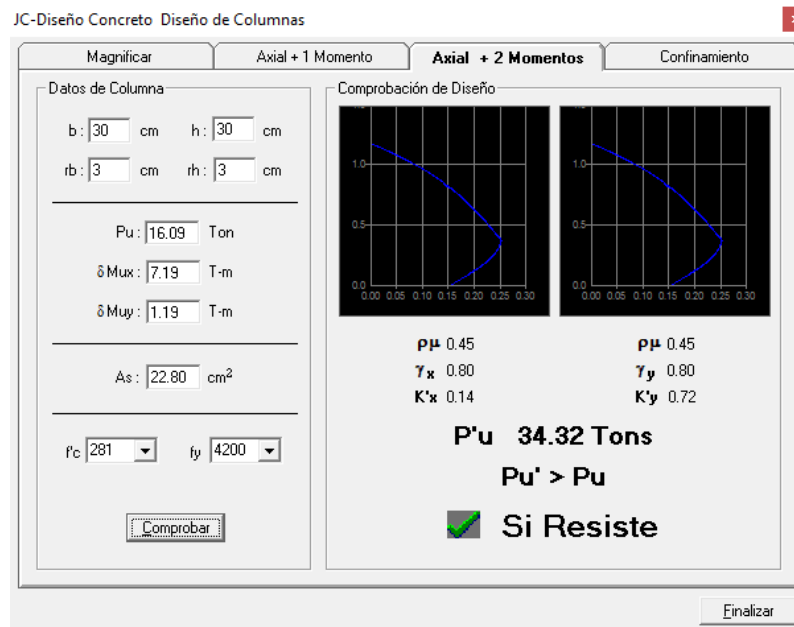 JC-Diseño Concreto Diseño de Columnas
Magnificar
Axial + 1 Momento
Axial + 2 Momentos
Confinamiento
Datos de Columna
b : 30 cm h : 30 cm
rb : 3 cm rh : 3 cm
Pu : 16.09 Ton
δ Mux : 7.19 T-m
δ Muy : 1.19 T-m
As : 22.80 cm²
f'c 281 fy 4200
Comprobar
Comprobación de Diseño
1.0
0.5
0.0
0.00 0.05 0.10 0.15 0.20 0.25 0.30
1.0
0.5
0.0
0.00 0.05 0.10 0.15 0.20 0.25 0.30
ρμ 0.45
γx 0.80
K'x 0.14
ρμ 0.45
γy 0.80
K'y 0.72
P'u 34.32 Tons
Pu' > Pu
Si Resiste
Finalizar